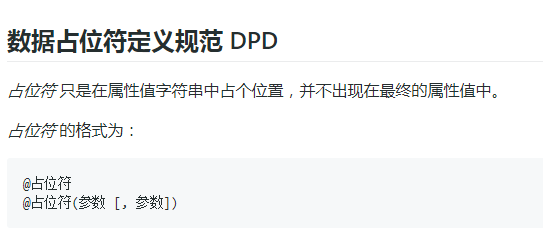 数据占位符定义规范 DPD
占位符 只是在属性值字符串中占个位置，并不出现在最终的属性值中。
占位符 的格式为：
@占位符
@占位符(参数 [, 参数])